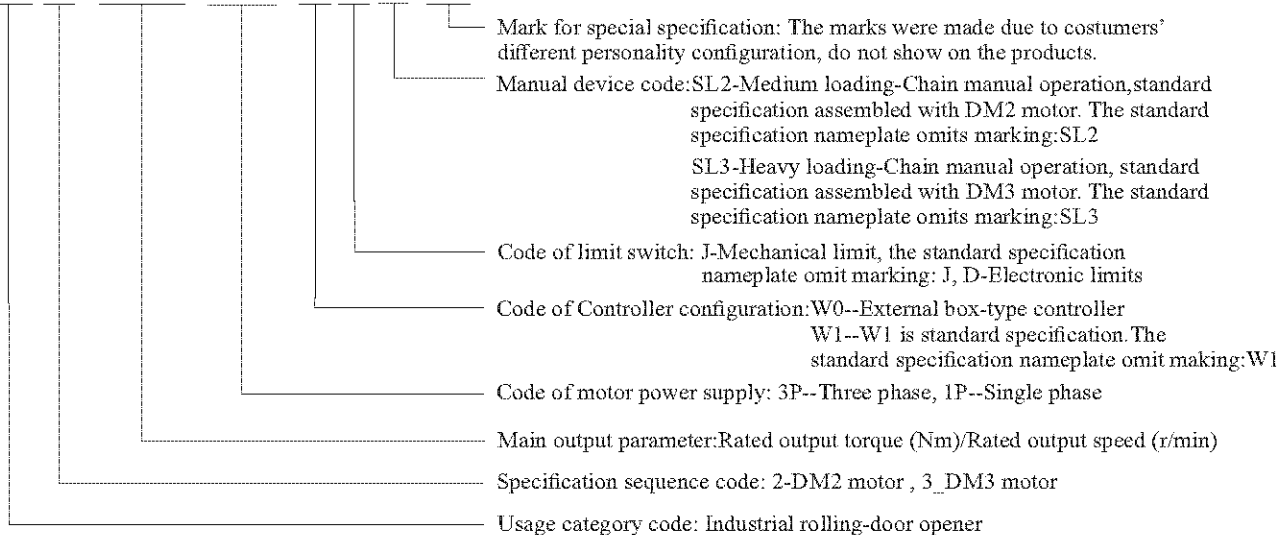 Mark for special specification: The marks were made due to costumers'
different personality configuration, do not show on the products.
Manual device code:SL2-Medium loading-Chain manual operation,standard
specification assembled with DM2 motor. The standard
specification nameplate omits marking:SL2
SL3-Heavy loading-Chain manual operation, standard
specification assembled with DM3 motor. The standard
specification nameplate omits marking:SL3
Code of limit switch: J-Mechanical limit, the standard specification
nameplate omit marking: J, D-Electronic limits
Code of Controller configuration:W0--External box-type controller
W1--W1 is standard specification.The
standard specification nameplate omit making:W1
Code of motor power supply: 3P--Three phase, 1P--Single phase
Main output parameter:Rated output torque (Nm)/Rated output speed (r/min)
Specification sequence code: 2-DM2 motor , 3_DM3 motor
Usage category code: Industrial rolling-door opener